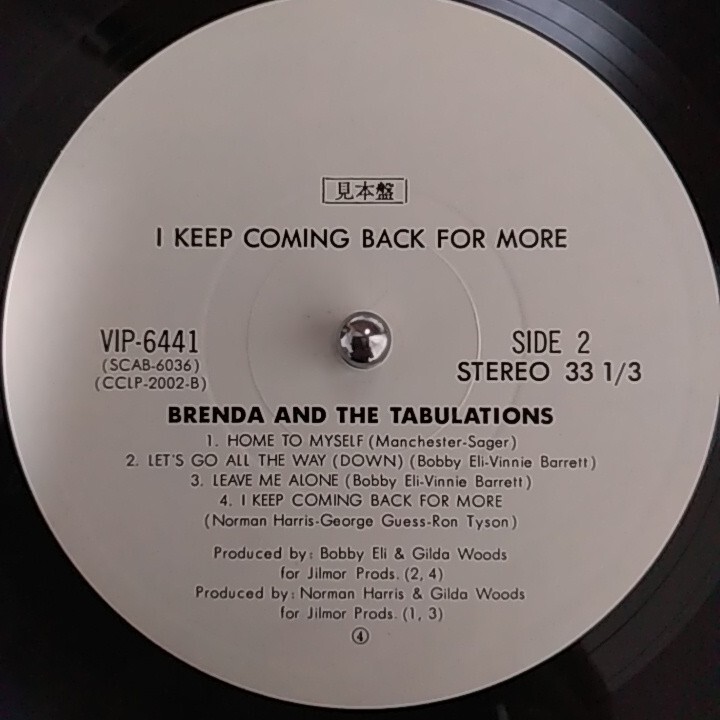 見本盤
I KEEP COMING BACK FOR MORE
VIP-6441
(SCAB-6036)
(CCLP-2002-B)
SIDE 2
STEREO 33 1/3
BRENDA AND THE TABULATIONS
1. HOME TO MYSELF (Manchester-Sager)
2. LET'S GO ALL THE WAY (DOWN) (Bobby Eli-Vinnie Barrett)
3. LEAVE ME ALONE (Bobby Eli-Vinnie Barrett)
4. I KEEP COMING BACK FOR MORE
(Norman Harris-George Guess-Ron Tyson)
Produced by: Bobby Eli & Gilda Woods
for Jilmor Prods. (2, 4)
Produced by: Norman Harris & Gilda Woods
for Jilmor Prods. (1, 3)
④